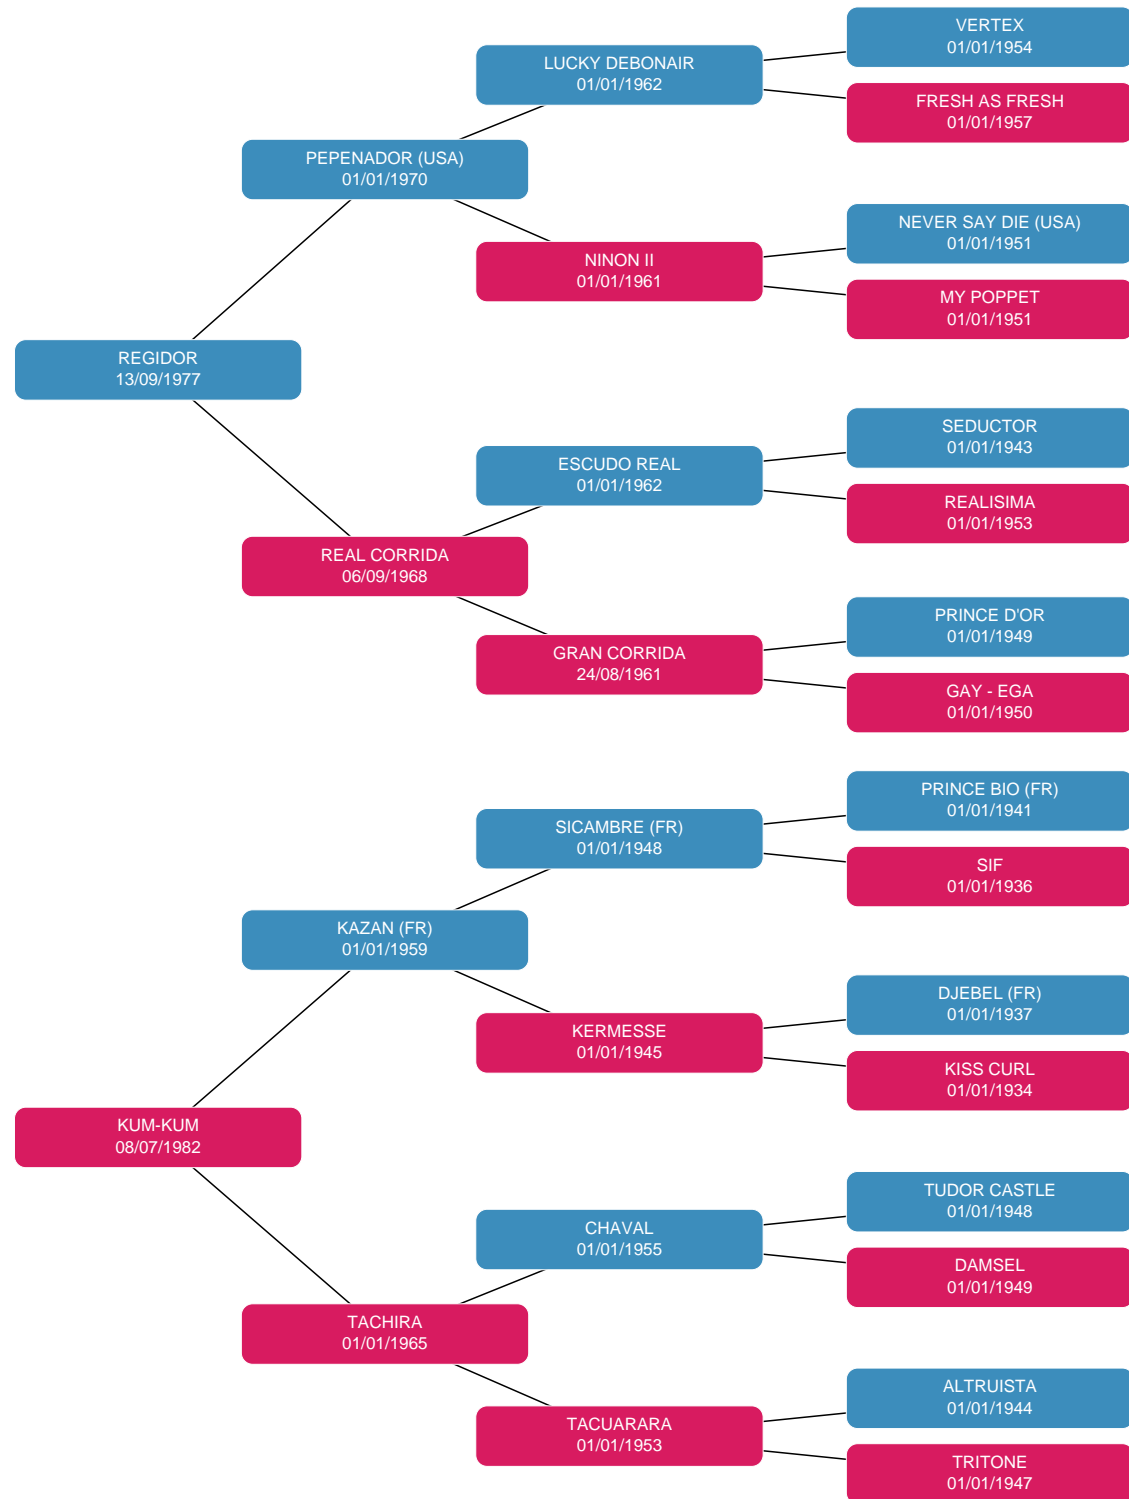 VERTEX
01/01/1954
LUCKY DEBONAIR
01/01/1962
FRESH AS FRESH
01/01/1957
PEPENADOR (USA)
01/01/1970
NEVER SAY DIE (USA)
01/01/1951
NINON II
01/01/1961
MY POPPET
01/01/1951
REGIDOR
13/09/1977
SEDUCTOR
01/01/1943
ESCUDO REAL
01/01/1962
REALISIMA
01/01/1953
REAL CORRIDA
06/09/1968
PRINCE D'OR
01/01/1949
GRAN CORRIDA
24/08/1961
GAY - EGA
01/01/1950
PRINCE BIO (FR)
01/01/1941
SICAMBRE (FR)
01/01/1948
SIF
01/01/1936
KAZAN (FR)
01/01/1959
DJEBEL (FR)
01/01/1937
KERMESSE
01/01/1945
KISS CURL
01/01/1934
KUM-KUM
08/07/1982
TUDOR CASTLE
01/01/1948
CHAVAL
01/01/1955
DAMSEL
01/01/1949
TACHIRA
01/01/1965
ALTRUISTA
01/01/1944
TACUARARA
01/01/1953
TRITONE
01/01/1947